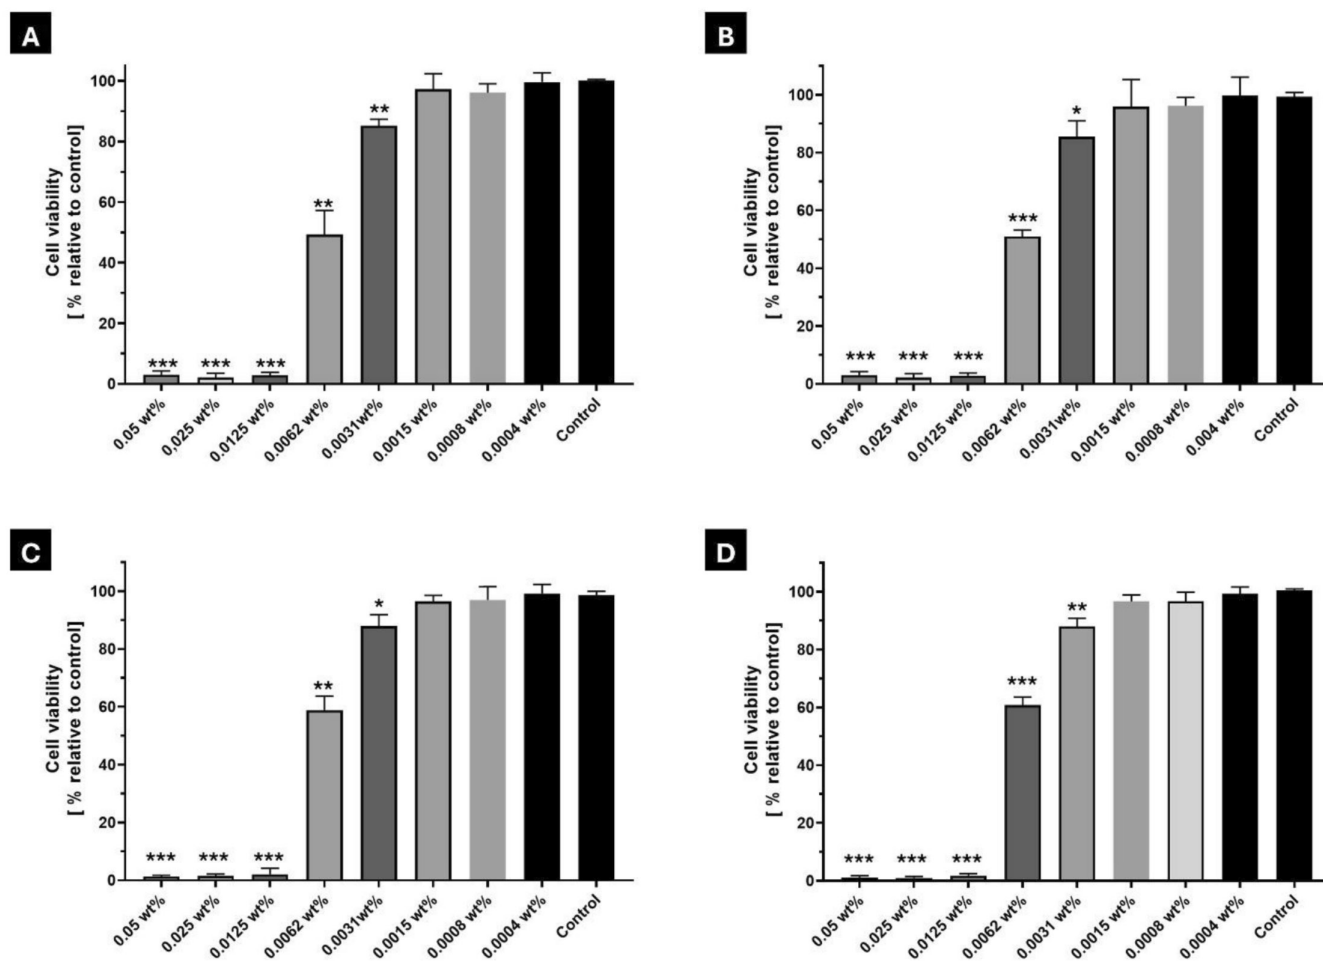 A
Cell viability
[ % relative to control]
100
80
60
40
20
0
***
***
***
**
**
0.05 wt%
0,025 wt%
0.0125 wt%
0.0062 wt%
0.0031wt%
0.0015 wt%
0.0008 wt%
0.0004 wt%
Control
B
Cell viability
[ % relative to control]
100
80
60
40
20
0
***
***
***
***
*
0.05 wt%
0,025 wt%
0.0125 wt%
0.0062 wt%
0.0031wt%
0.0015 wt%
0.0008 wt%
0.004 wt%
Control
C
Cell viability
[ % relative to control]
100
80
60
40
20
0
***
***
***
**
*
0.05 wt%
0.025 wt%
0.0125 wt%
0.0062 wt%
0.0031wt%
0.0015 wt%
0.0008 wt%
0.0004 wt%
Control
D
Cell viability
[ % relative to control]
100
80
60
40
20
0
***
***
***
***
**
0.05 wt%
0.025 wt%
0.0125 wt%
0.0062 wt%
0.0031 wt%
0.0015 wt%
0.0008 wt%
0.0004 wt%
Control